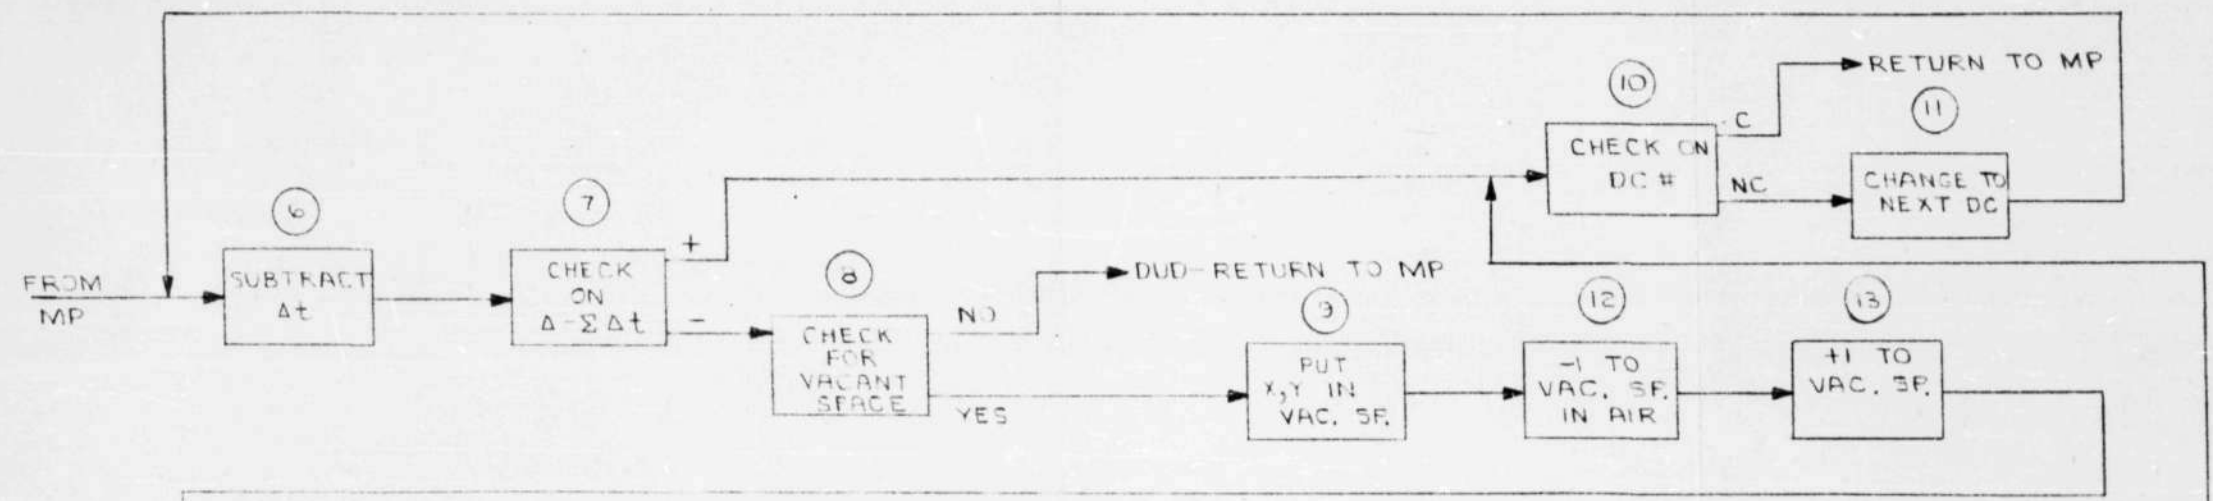 FROM
MP
6
SUBTRACT
Δt
7
CHECK
ON
Δ-Σ Δt
+
-
8
CHECK
FOR
VACANT
SPACE
NO
YES
DUD-RETURN TO MP
9
PUT
X,Y IN
VAC. SP.
12
-1 TO
VAC. SP.
IN AIR
13
+1 TO
VAC. SP.
10
CHECK ON
DC #
C
NC
RETURN TO MP
11
CHANGE TO
NEXT DC